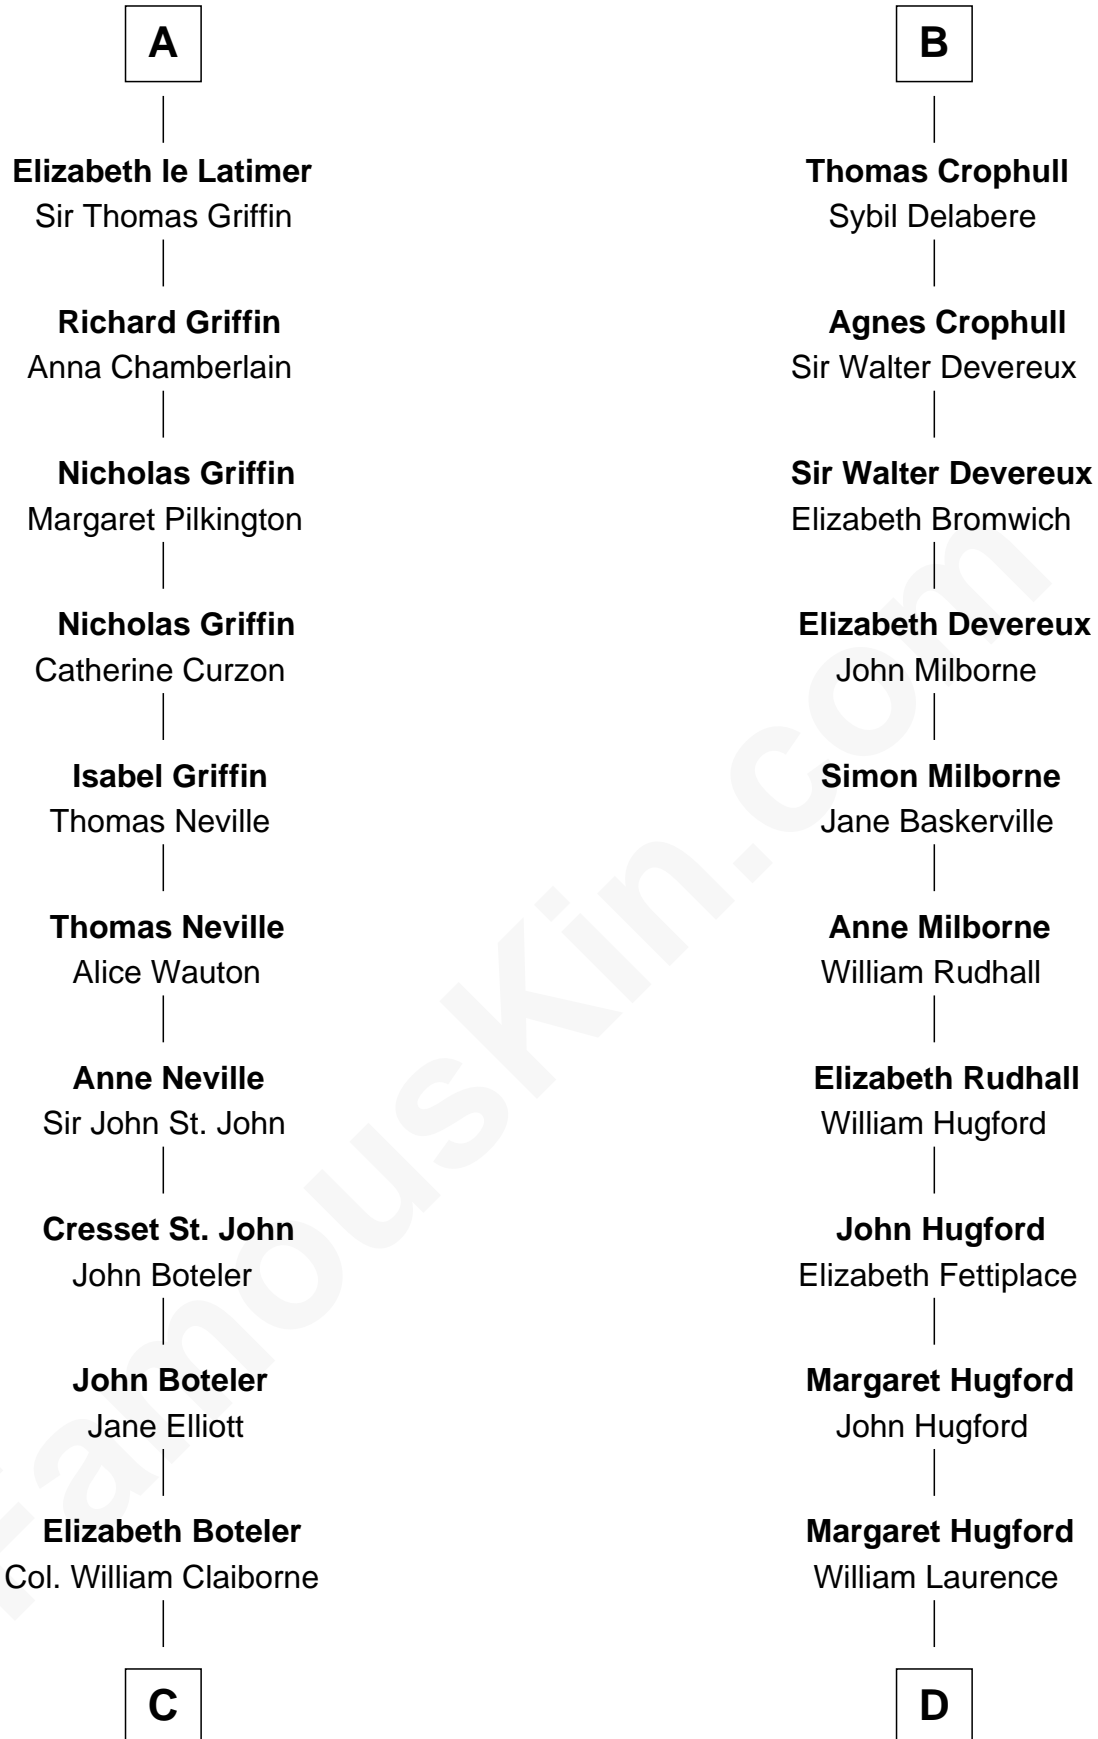 A
Elizabeth le Latimer
Sir Thomas Griffin
Richard Griffin
Anna Chamberlain
Nicholas Griffin
Margaret Pilkington
Nicholas Griffin
Catherine Curzon
Isabel Griffin
Thomas Neville
Thomas Neville
Alice Wauton
Anne Neville
Sir John St. John
Cresset St. John
John Boteler
John Boteler
Jane Elliott
Elizabeth Boteler
Col. William Claiborne
C
B
Thomas Crophull
Sybil Delabere
Agnes Crophull
Sir Walter Devereux
Sir Walter Devereux
Elizabeth Bromwich
Elizabeth Devereux
John Milborne
Simon Milborne
Jane Baskerville
Anne Milborne
William Rudhall
Elizabeth Rudhall
William Hugford
John Hugford
Elizabeth Fettiplace
Margaret Hugford
John Hugford
Margaret Hugford
William Laurence
D
FamousKin.com